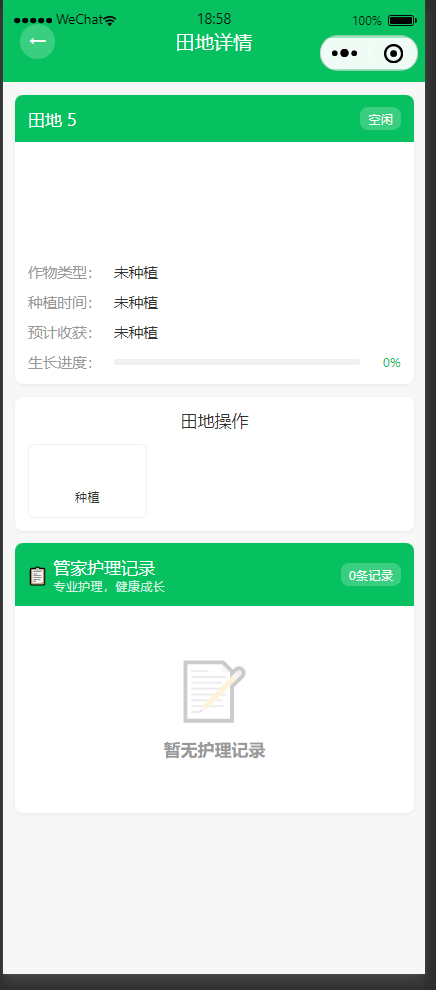 WeChat 18:58 100%
← 田地详情
田地 5 空闲
作物类型： 未种植
种植时间： 未种植
预计收获： 未种植
生长进度： 0%
田地操作
种植
管家护理记录 0条记录
专业护理，健康成长
暂无护理记录